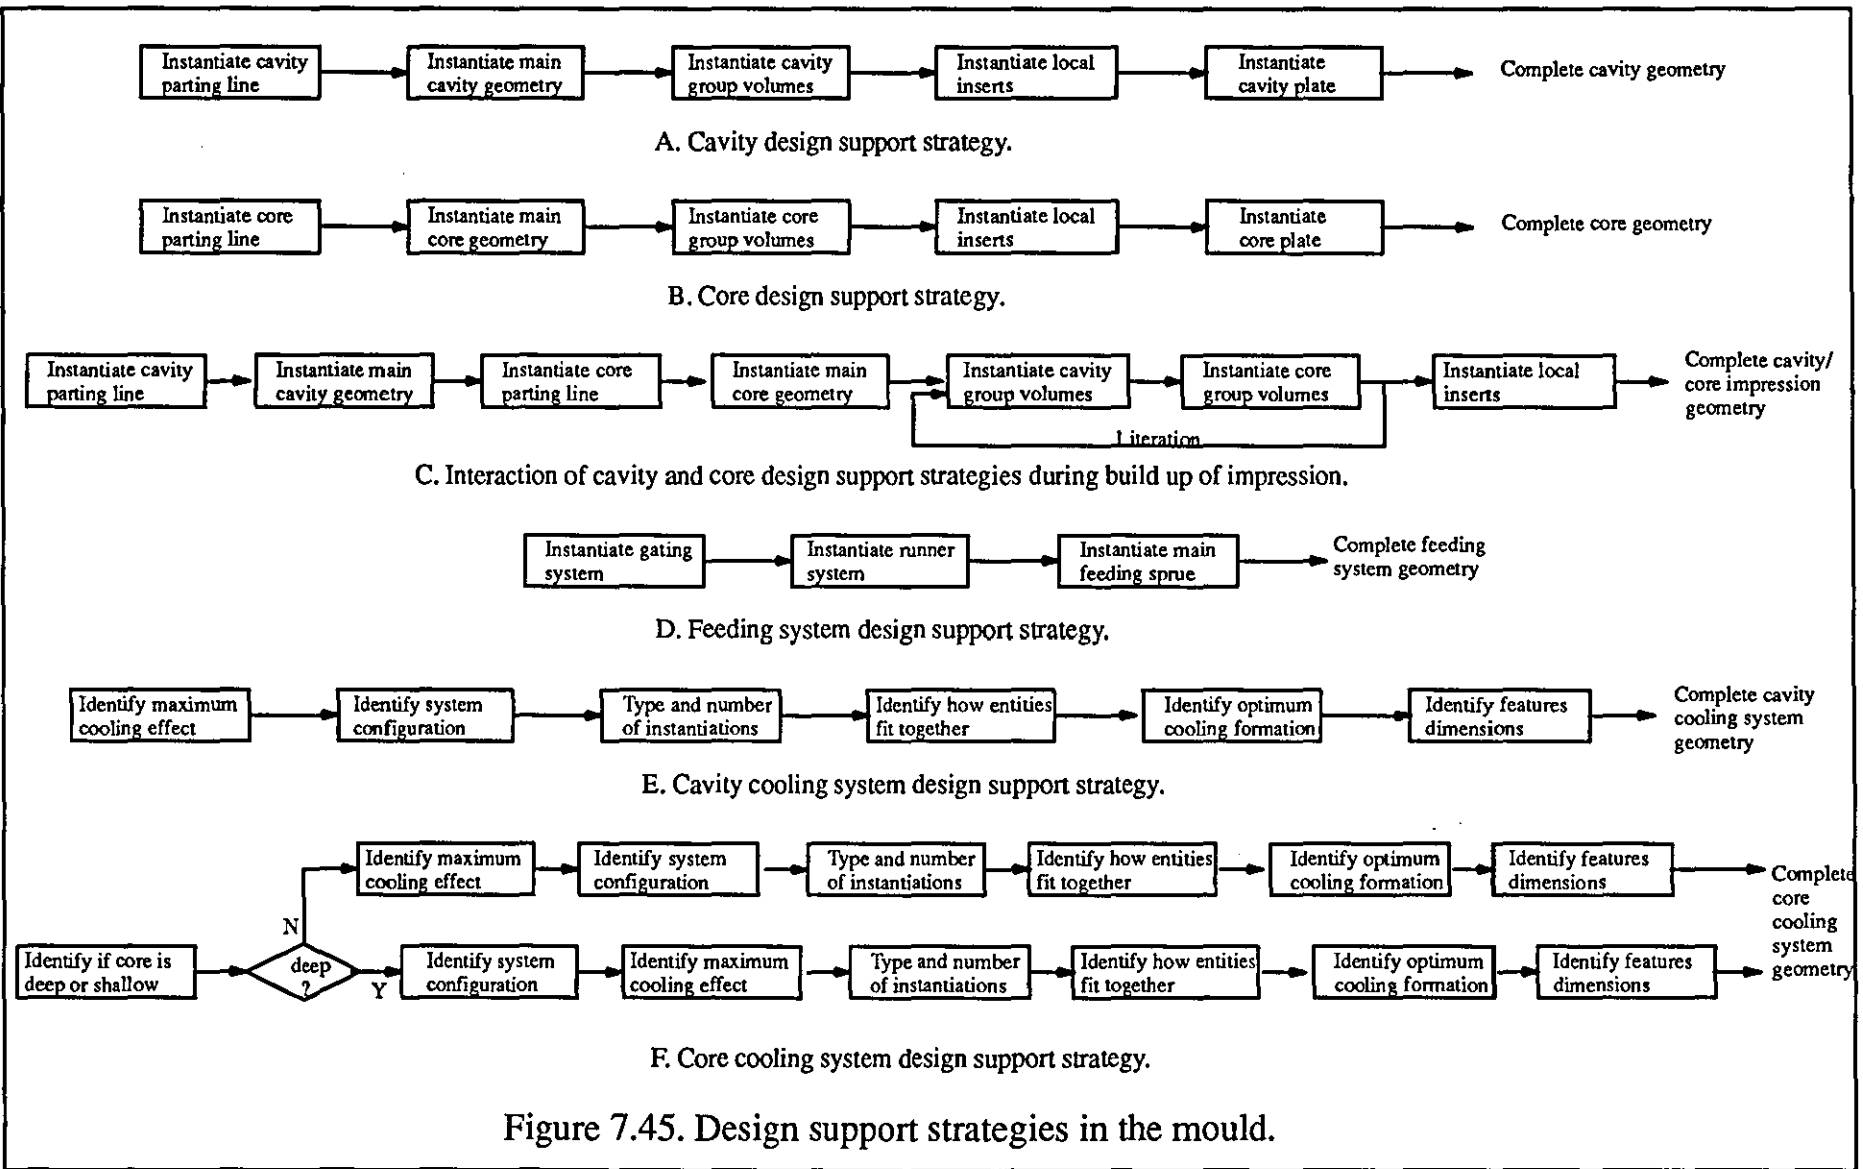 Instantiate cavity
parting line
Instantiate main
cavity geometry
Instantiate cavity
group volumes
Instantiate local
inserts
Instantiate
cavity plate
Complete cavity geometry
A. Cavity design support strategy.
Instantiate core
parting line
Instantiate main
core geometry
Instantiate core
group volumes
Instantiate local
inserts
Instantiate
core plate
Complete core geometry
B. Core design support strategy.
Instantiate cavity
parting line
Instantiate main
cavity geometry
Instantiate core
parting line
Instantiate main
core geometry
Instantiate cavity
group volumes
Instantiate core
group volumes
Instantiate local
inserts
Complete cavity/
core impression
geometry
1 iteration
C. Interaction of cavity and core design support strategies during build up of impression.
Instantiate gating
system
Instantiate runner
system
Instantiate main
feeding sprue
Complete feeding
system geometry
D. Feeding system design support strategy.
Identify maximum
cooling effect
Identify system
configuration
Type and number
of instantiations
Identify how entities
fit together
Identify optimum
cooling formation
Identify features
dimensions
Complete cavity
cooling system
geometry
E. Cavity cooling system design support strategy.
Identify maximum
cooling effect
Identify system
configuration
Type and number
of instantiations
Identify how entities
fit together
Identify optimum
cooling formation
Identify features
dimensions
N
Identify if core is
deep or shallow
deep
?
Y
Identify system
configuration
Identify maximum
cooling effect
Type and number
of instantiations
Identify how entities
fit together
Identify optimum
cooling formation
Identify features
dimensions
Complete
core
cooling
system
geometry
F. Core cooling system design support strategy.
Figure 7.45. Design support strategies in the mould.